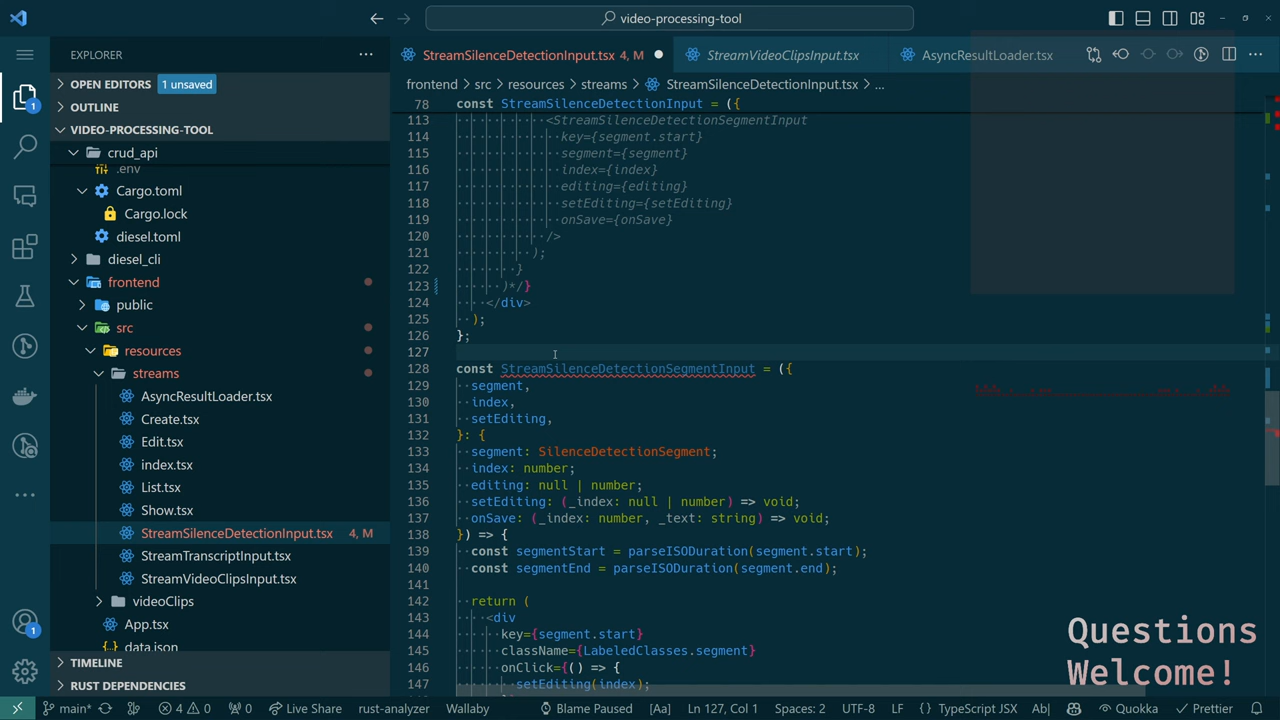 video-processing-tool
EXPLORER
OPEN EDITORS 1 unsaved
OUTLINE
VIDEO-PROCESSING-TOOL
crud_api
.env
Cargo.toml
Cargo.lock
diesel.toml
diesel_cli
frontend
public
src
resources
streams
AsyncResultLoader.tsx
Create.tsx
Edit.tsx
index.tsx
List.tsx
Show.tsx
StreamSilenceDetectionInput.tsx 4, M
StreamTranscriptInput.tsx
StreamVideoClipsInput.tsx
videoClips
App.tsx
data.json
TIMELINE
RUST DEPENDENCIES
1
1
StreamSilenceDetectionInput.tsx 4, M
StreamVideoClipsInput.tsx
AsyncResultLoader.tsx
frontend > src > resources > streams > StreamSilenceDetectionInput.tsx > ...
78 const StreamSilenceDetectionInput = ({
113 <StreamSilenceDetectionSegmentInput
114 key={segment.start}
115 segment={segment}
116 index={index}
117 editing={editing}
118 setEditing={setEditing}
119 onSave={onSave}
120 />
121 );
122 }
123 )*/}
124 </div>
125 );
126 };
127
128 const StreamSilenceDetectionSegmentInput = ({
129 segment,
130 index,
131 setEditing,
132 }: {
133 segment: SilenceDetectionSegment;
134 index: number;
135 editing: null | number;
136 setEditing: (_index: null | number) => void;
137 onSave: (_index: number, _text: string) => void;
138 }) => {
139 const segmentStart = parseISODuration(segment.start);
140 const segmentEnd = parseISODuration(segment.end);
141
142 return (
143 <div
144 key={segment.start}
145 className={LabeledClasses.segment}
146 onClick={() => {
147 setEditing(index);
Questions
Welcome!
main* 4 0 0 Live Share rust-analyzer Wallaby Blame Paused [Aa] Ln 127, Col 1 Spaces: 2 UTF-8 LF {} TypeScript JSX Ab| Quokka Prettier